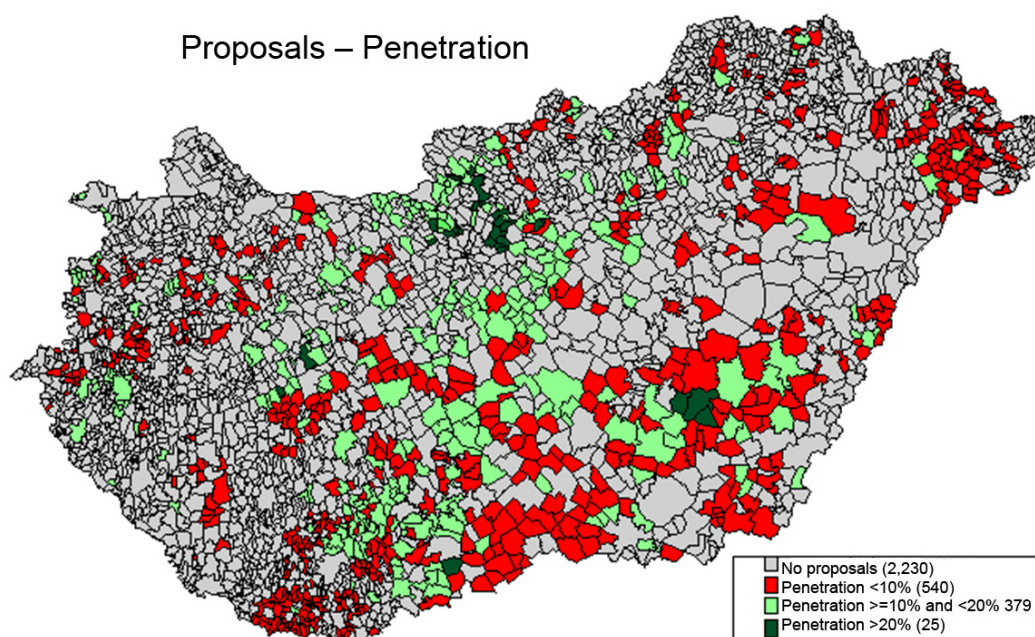 Proposals – Penetration
No proposals (2,230)
Penetration <10% (540)
Penetration >=10% and <20% 379
Penetration >20% (25)